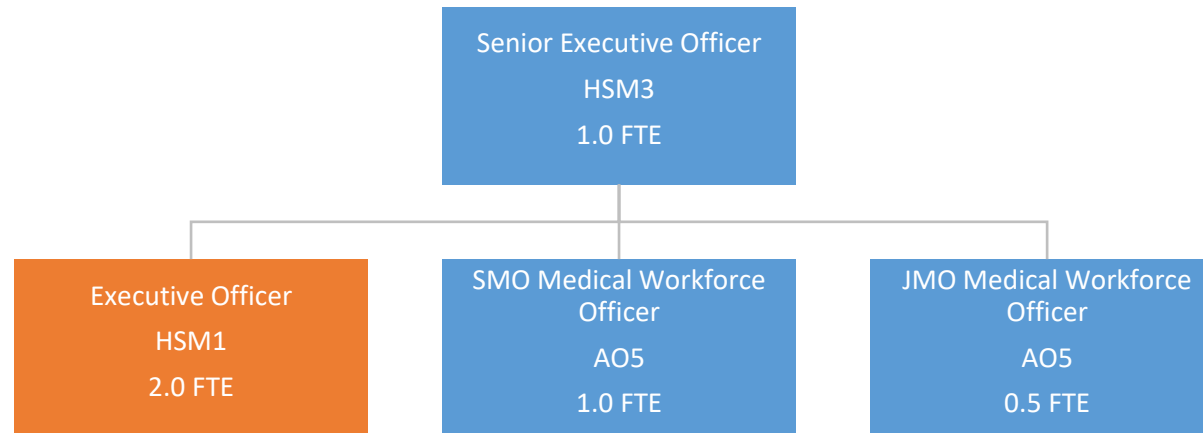 Senior Executive Officer
HSM3
1.0 FTE
Executive Officer
HSM1
2.0 FTE
SMO Medical Workforce
Officer
AO5
1.0 FTE
JMO Medical Workforce
Officer
AO5
0.5 FTE